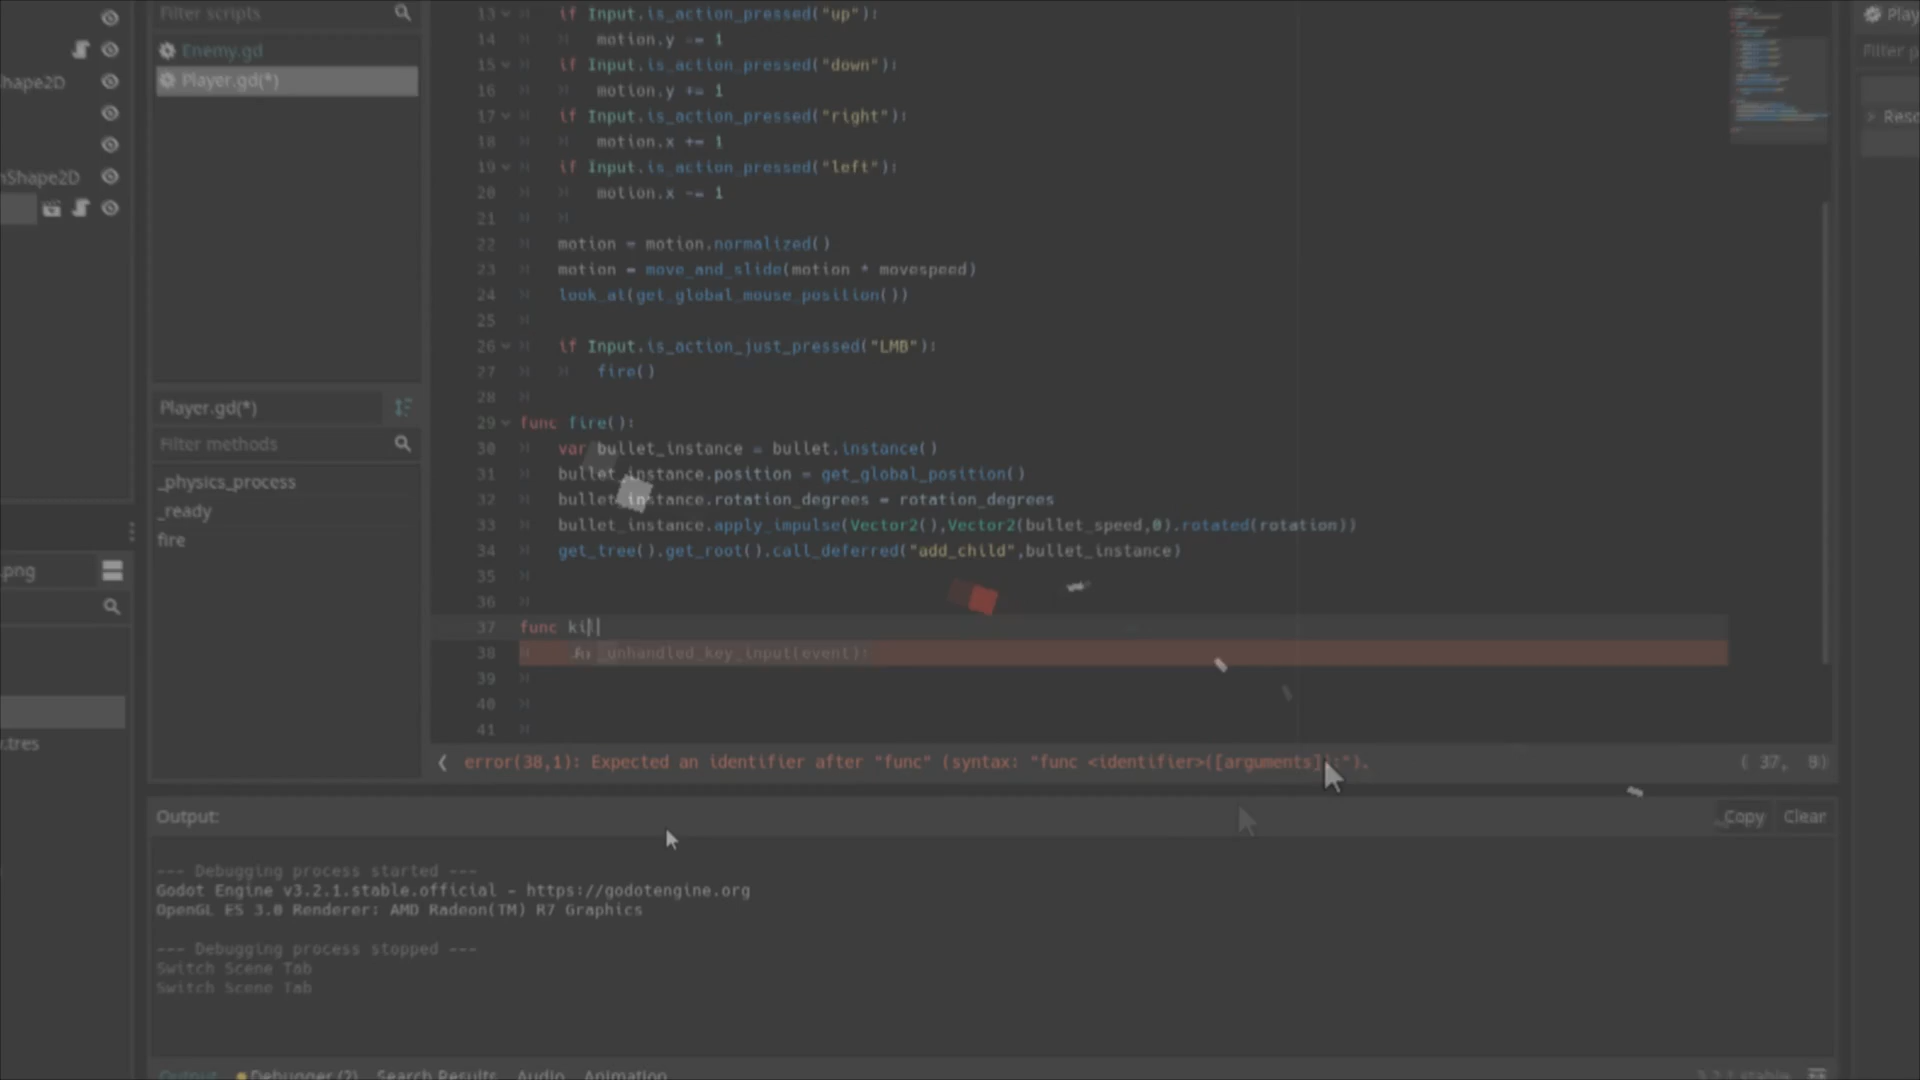 Filter scripts
Enemy.gd
Player.gd(*)
hape2D
nShape2D
Player.gd(*)
Filter methods
_physics_process
_ready
fire
.png
.tres
13 if Input.is_action_pressed("up"):
14 motion.y -= 1
15 if Input.is_action_pressed("down"):
16 motion.y += 1
17 if Input.is_action_pressed("right"):
18 motion.x += 1
19 if Input.is_action_pressed("left"):
20 motion.x -= 1
21
22 motion = motion.normalized()
23 motion = move_and_slide(motion * movespeed)
24 look_at(get_global_mouse_position())
25
26 if Input.is_action_just_pressed("LMB"):
27 fire()
28
29 func fire():
30 var bullet_instance = bullet.instance()
31 bullet_instance.position = get_global_position()
32 bullet_instance.rotation_degrees = rotation_degrees
33 bullet_instance.apply_impulse(Vector2(),Vector2(bullet_speed,0).rotated(rotation))
34 get_tree().get_root().call_deferred("add_child",bullet_instance)
35
36
37 func ki
38 _unhandled_key_input(event):
39
40
41
error(38,1): Expected an identifier after "func" (syntax: "func <identifier>([arguments]):").
( 37, 9)
Output:
Copy Clear
--- Debugging process started ---
Godot Engine v3.2.1.stable.official - https://godotengine.org
OpenGL ES 3.0 Renderer: AMD Radeon(TM) R7 Graphics
--- Debugging process stopped ---
Switch Scene Tab
Switch Scene Tab
Output Debugger (2) Search Results Audio Animation
3.2.1.stable
Play
Filter p
Reso